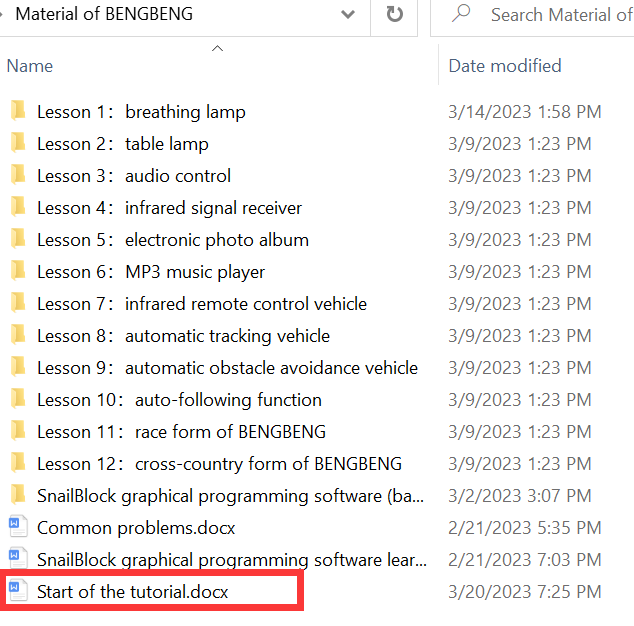 Material of BENGBENG
Search Material of
Name
Date modified
Lesson 1：breathing lamp 3/14/2023 1:58 PM
Lesson 2：table lamp 3/9/2023 1:23 PM
Lesson 3：audio control 3/9/2023 1:23 PM
Lesson 4：infrared signal receiver 3/9/2023 1:23 PM
Lesson 5：electronic photo album 3/9/2023 1:23 PM
Lesson 6：MP3 music player 3/9/2023 1:23 PM
Lesson 7：infrared remote control vehicle 3/9/2023 1:23 PM
Lesson 8：automatic tracking vehicle 3/9/2023 1:23 PM
Lesson 9：automatic obstacle avoidance vehicle 3/9/2023 1:23 PM
Lesson 10：auto-following function 3/9/2023 1:23 PM
Lesson 11：race form of BENGBENG 3/9/2023 1:23 PM
Lesson 12：cross-country form of BENGBENG 3/9/2023 1:23 PM
SnailBlock graphical programming software (ba... 3/2/2023 3:07 PM
Common problems.docx 2/21/2023 5:35 PM
SnailBlock graphical programming software lear... 2/21/2023 7:03 PM
Start of the tutorial.docx 3/20/2023 7:25 PM